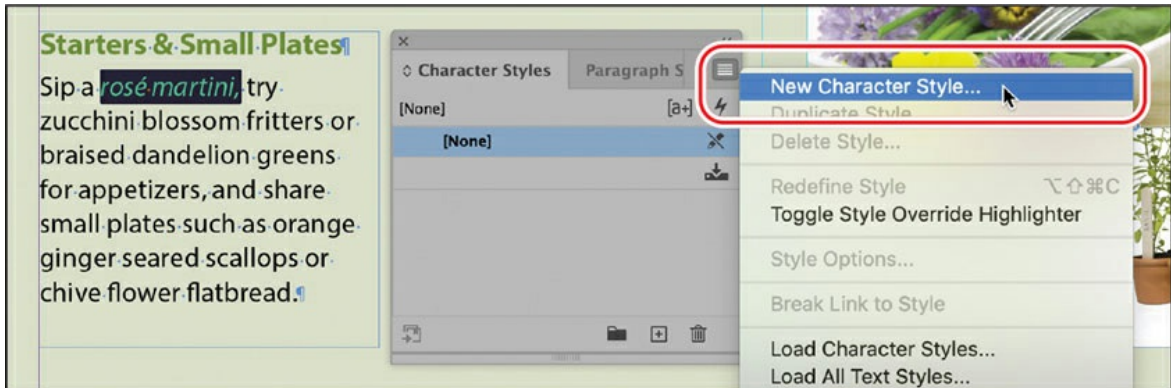 Starters & Small Plates¶
Sip a rosé martini, try
zucchini blossom fritters or
braised dandelion greens
for appetizers, and share
small plates such as orange
ginger seared scallops or
chive flower flatbread.¶
Character Styles
Paragraph S
[None]
[a+]
[None]
New Character Style...
Duplicate Style...
Delete Style...
Redefine Style ⌥⇧⌘C
Toggle Style Override Highlighter
Style Options...
Break Link to Style
Load Character Styles...
Load All Text Styles...